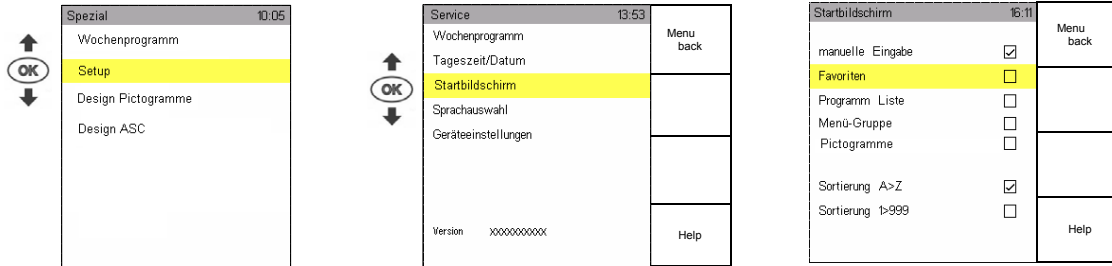 Spezial 10:05
Wochenprogramm
OK
Setup
Design Pictogramme
Design ASC
Service 13:53
Menu
back
Wochenprogramm
Tageszeit/Datum
OK
Startbildschirm
Sprachauswahl
Geräteeinstellungen
Version XXXXXXXXXX
Help
Startbildschirm 16:11
Menu
back
manuelle Eingabe
Favoriten
Programm Liste
Menü-Gruppe
Pictogramme
Sortierung A>Z
Sortierung 1>999
Help